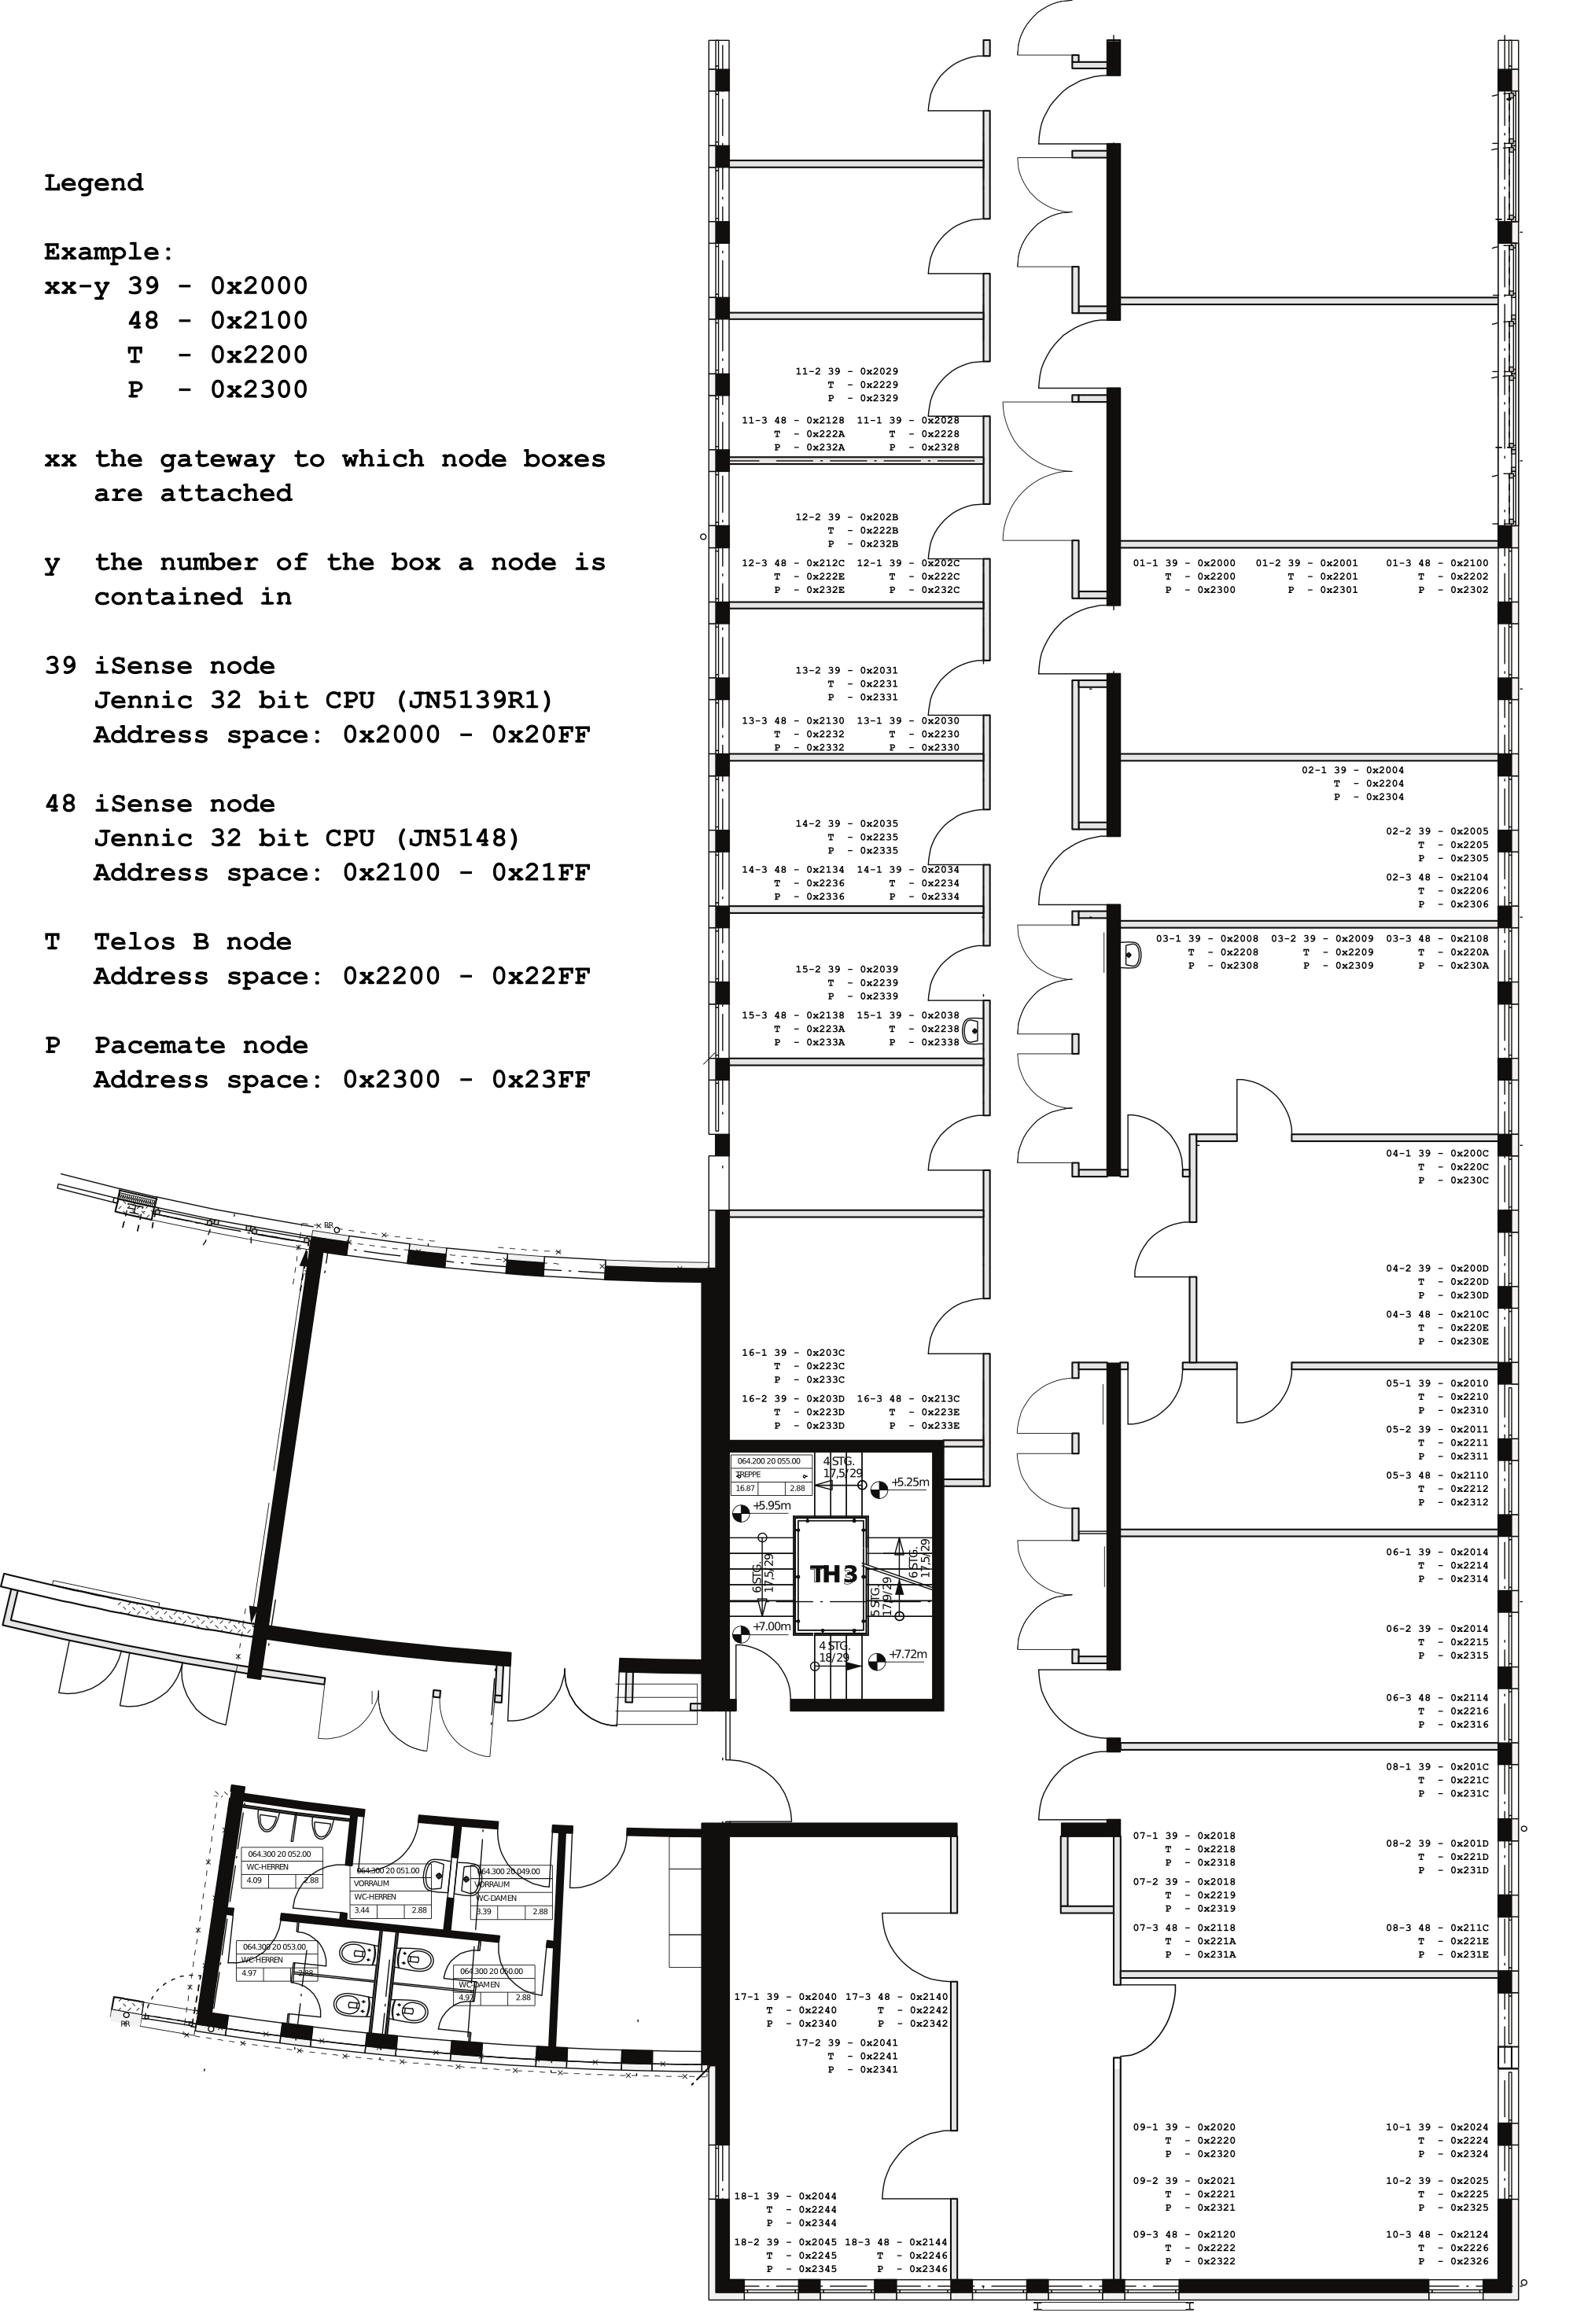 Legend
Example:
xx-y 39 - 0x2000
48 - 0x2100
T - 0x2200
P - 0x2300
xx the gateway to which node boxes
are attached
y the number of the box a node is
contained in
39 iSense node
Jennic 32 bit CPU (JN5139R1)
Address space: 0x2000 - 0x20FF
48 iSense node
Jennic 32 bit CPU (JN5148)
Address space: 0x2100 - 0x21FF
T Telos B node
Address space: 0x2200 - 0x22FF
P Pacemate node
Address space: 0x2300 - 0x23FF
11-2 39 - 0x2029
T - 0x2229
P - 0x2329
11-3 48 - 0x2128 11-1 39 - 0x2028
T - 0x222A T - 0x2228
P - 0x232A P - 0x2328
12-2 39 - 0x202B
T - 0x222B
P - 0x232B
12-3 48 - 0x212C 12-1 39 - 0x202C
T - 0x222E T - 0x222C
P - 0x232E P - 0x232C
13-2 39 - 0x2031
T - 0x2231
P - 0x2331
13-3 48 - 0x2130 13-1 39 - 0x2030
T - 0x2232 T - 0x2230
P - 0x2332 P - 0x2330
14-2 39 - 0x2035
T - 0x2235
P - 0x2335
14-3 48 - 0x2134 14-1 39 - 0x2034
T - 0x2236 T - 0x2234
P - 0x2336 P - 0x2334
15-2 39 - 0x2039
T - 0x2239
P - 0x2339
15-3 48 - 0x2138 15-1 39 - 0x2038
T - 0x223A T - 0x2238
P - 0x233A P - 0x2338
16-1 39 - 0x203C
T - 0x223C
P - 0x233C
16-2 39 - 0x203D 16-3 48 - 0x213C
T - 0x223D T - 0x223E
P - 0x233D P - 0x233E
01-1 39 - 0x2000 01-2 39 - 0x2001 01-3 48 - 0x2100
T - 0x2200 T - 0x2201 T - 0x2202
P - 0x2300 P - 0x2301 P - 0x2302
02-1 39 - 0x2004
T - 0x2204
P - 0x2304
02-2 39 - 0x2005
T - 0x2205
P - 0x2305
02-3 48 - 0x2104
T - 0x2206
P - 0x2306
03-1 39 - 0x2008 03-2 39 - 0x2009 03-3 48 - 0x2108
T - 0x2208 T - 0x2209 T - 0x220A
P - 0x2308 P - 0x2309 P - 0x230A
04-1 39 - 0x200C
T - 0x220C
P - 0x230C
04-2 39 - 0x200D
T - 0x220D
P - 0x230D
04-3 48 - 0x210C
T - 0x220E
P - 0x230E
05-1 39 - 0x2010
T - 0x2210
P - 0x2310
05-2 39 - 0x2011
T - 0x2211
P - 0x2311
05-3 48 - 0x2110
T - 0x2212
P - 0x2312
06-1 39 - 0x2014
T - 0x2214
P - 0x2314
06-2 39 - 0x2014
T - 0x2215
P - 0x2315
06-3 48 - 0x2114
T - 0x2216
P - 0x2316
08-1 39 - 0x201C
T - 0x221C
P - 0x231C
07-1 39 - 0x2018
T - 0x2218
P - 0x2318
08-2 39 - 0x201D
T - 0x221D
P - 0x231D
07-2 39 - 0x2018
T - 0x2219
P - 0x2319
07-3 48 - 0x2118 08-3 48 - 0x211C
T - 0x221A T - 0x221E
P - 0x231A P - 0x231E
RR
064.200 20 055.00
TREPPE
16.87 2.88
4 STG.
17,5/29
+5.25m
+5.95m
6 STG.
17,5/29
TH3
6 STG.
17,5/29
5 STG.
17,9/29
+7.00m
4 STG.
18/29
+7.72m
064.300 20 052.00
WC-HERREN
4.09 2.88
064.300 20 051.00
VORRAUM
WC-HERREN
3.44 2.88
064.300 20 049.00
VORRAUM
WC-DAMEN
3.39 2.88
064.300 20 053.00
WC-HERREN
4.97 2.88
064.300 20 050.00
WC-DAMEN
4.97 2.88
RR
17-1 39 - 0x2040 17-3 48 - 0x2140
T - 0x2240 T - 0x2242
P - 0x2340 P - 0x2342
17-2 39 - 0x2041
T - 0x2241
P - 0x2341
18-1 39 - 0x2044
T - 0x2244
P - 0x2344
18-2 39 - 0x2045 18-3 48 - 0x2144
T - 0x2245 T - 0x2246
P - 0x2345 P - 0x2346
09-1 39 - 0x2020 10-1 39 - 0x2024
T - 0x2220 T - 0x2224
P - 0x2320 P - 0x2324
09-2 39 - 0x2021 10-2 39 - 0x2025
T - 0x2221 T - 0x2225
P - 0x2321 P - 0x2325
09-3 48 - 0x2120 10-3 48 - 0x2124
T - 0x2222 T - 0x2226
P - 0x2322 P - 0x2326